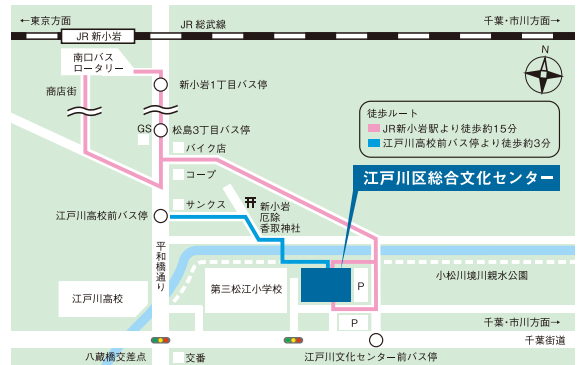 ←東京方面
JR 総武線
千葉・市川方面→
JR 新小岩
南口バス
ロータリー
N
新小岩1丁目バス停
商店街
徒歩ルート
JR新小岩駅より徒歩約15分
江戸川高校前バス停より徒歩約3分
GS
松島3丁目バス停
バイク店
コープ
江戸川区総合文化センター
サンクス
新小岩
厄除
香取神社
江戸川高校前バス停
平和橋通り
小松川境川親水公園
第三松江小学校
P
江戸川高校
P
千葉・市川方面→
千葉街道
八蔵橋交差点
交番
江戸川文化センター前バス停